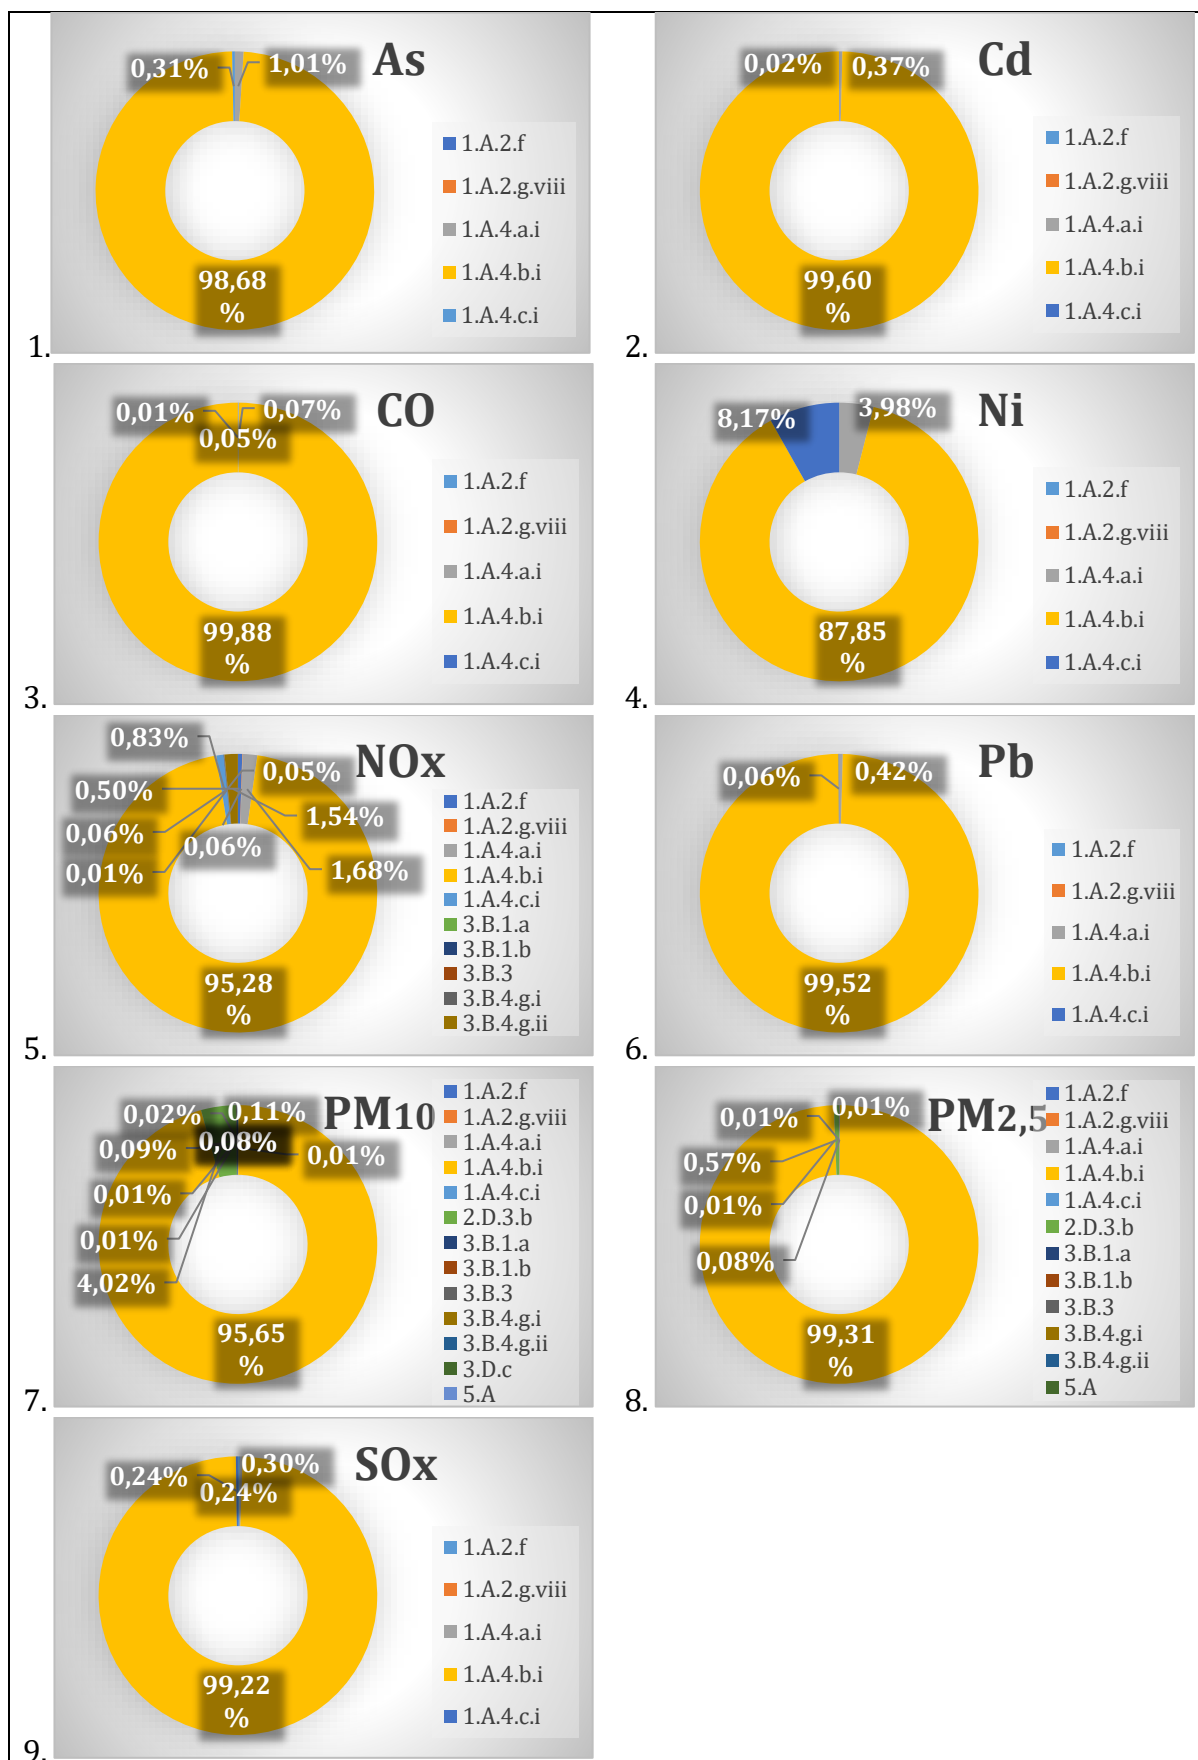 As
0,31%
1,01%
98,68
%
1.A.2.f
1.A.2.g.viii
1.A.4.a.i
1.A.4.b.i
1.A.4.c.i
1.
Cd
0,02%
0,37%
99,60
%
1.A.2.f
1.A.2.g.viii
1.A.4.a.i
1.A.4.b.i
1.A.4.c.i
2.
CO
0,01%
0,07%
0,05%
99,88
%
1.A.2.f
1.A.2.g.viii
1.A.4.a.i
1.A.4.b.i
1.A.4.c.i
3.
Ni
8,17%
3,98%
87,85
%
1.A.2.f
1.A.2.g.viii
1.A.4.a.i
1.A.4.b.i
1.A.4.c.i
4.
NOx
0,83%
0,05%
0,50%
1,54%
0,06%
0,06%
0,01%
1,68%
95,28
%
1.A.2.f
1.A.2.g.viii
1.A.4.a.i
1.A.4.b.i
1.A.4.c.i
3.B.1.a
3.B.1.b
3.B.3
3.B.4.g.i
3.B.4.g.ii
5.
Pb
0,06%
0,42%
99,52
%
1.A.2.f
1.A.2.g.viii
1.A.4.a.i
1.A.4.b.i
1.A.4.c.i
6.
PM10
0,02%
0,11%
0,09%
0,08%
0,01%
0,01%
0,01%
4,02%
95,65
%
1.A.2.f
1.A.2.g.viii
1.A.4.a.i
1.A.4.b.i
1.A.4.c.i
2.D.3.b
3.B.1.a
3.B.1.b
3.B.3
3.B.4.g.i
3.B.4.g.ii
3.D.c
5.A
7.
PM2,5
0,01%
0,01%
0,57%
0,01%
0,08%
99,31
%
1.A.2.f
1.A.2.g.viii
1.A.4.a.i
1.A.4.b.i
1.A.4.c.i
2.D.3.b
3.B.1.a
3.B.1.b
3.B.3
3.B.4.g.i
3.B.4.g.ii
5.A
8.
SOx
0,24%
0,30%
0,24%
99,22
%
1.A.2.f
1.A.2.g.viii
1.A.4.a.i
1.A.4.b.i
1.A.4.c.i
9.